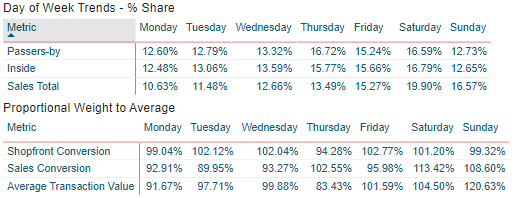 Day of Week Trends - % Share
Metric Monday Tuesday Wednesday Thursday Friday Saturday Sunday
Passers-by 12.60% 12.79% 13.32% 16.72% 15.24% 16.59% 12.73%
Inside 12.48% 13.06% 13.59% 15.77% 15.66% 16.79% 12.65%
Sales Total 10.63% 11.48% 12.66% 13.49% 15.27% 19.90% 16.57%
Proportional Weight to Average
Metric Monday Tuesday Wednesday Thursday Friday Saturday Sunday
Shopfront Conversion 99.04% 102.12% 102.04% 94.28% 102.77% 101.20% 99.32%
Sales Conversion 92.91% 89.95% 93.27% 102.55% 95.98% 113.42% 108.60%
Average Transaction Value 91.67% 97.71% 99.88% 83.43% 101.59% 104.50% 120.63%